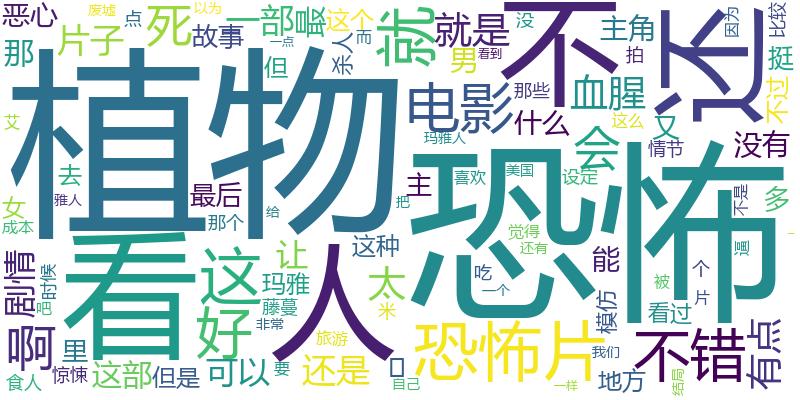 恶心
废墟
点
以为
死
一部
最
这个
就
就是
没
主角
因为
比较
那
片子
故事
一点
杀人
而
但
男
看到
不
拍
还
挺
植物
电影
那些
血腥
什么
玛雅人
会
这么
又
不过
艾
去
情节
没有
恐怖
女
雅人
最后
主
把
喜欢
美国
设定
不是
多
成本
那个
给
看
人
这
让
这种
觉得
还有
逼
一
剧情
时候
玛雅
太
能
个
被
吧
好
藤蔓
米
吃
一个
片
模仿
看过
啊
里
非常
旅游
恐怖片
我们
不错
有点
食人
惊悚
这部
但是
可以
要
还是
自己
一样
地方
结局